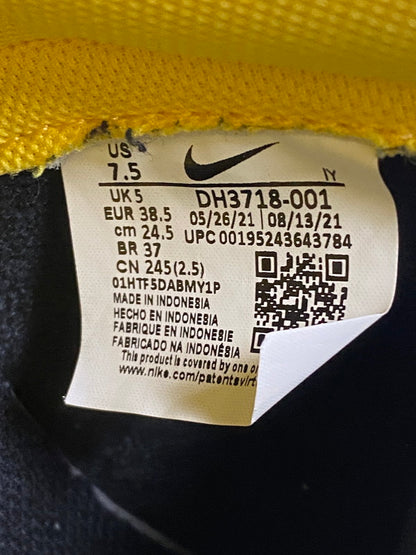 US
7.5 IY
UK 5 DH3718-001
EUR 38.5 05/26/21 08/13/21
cm 24.5 UPC 00195243643784
BR 37
CN 245(2.5)
01HTF5DABMY1P
MADE IN INDONESIA
HECHO EN INDONESIA
FABRIQUE EN INDONESIE
FABRICADO NA INDONÉSIA
This product is covered by one o
www.nike.com/patents